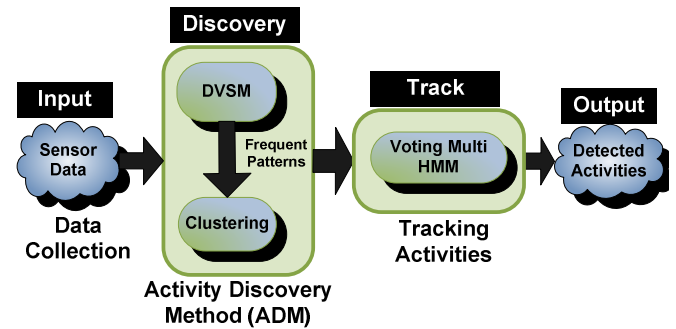 Input
Sensor
Data
Data
Collection
Discovery
DVSM
Frequent
Patterns
Clustering
Activity Discovery
Method (ADM)
Track
Voting Multi
HMM
Tracking
Activities
Output
Detected
Activities